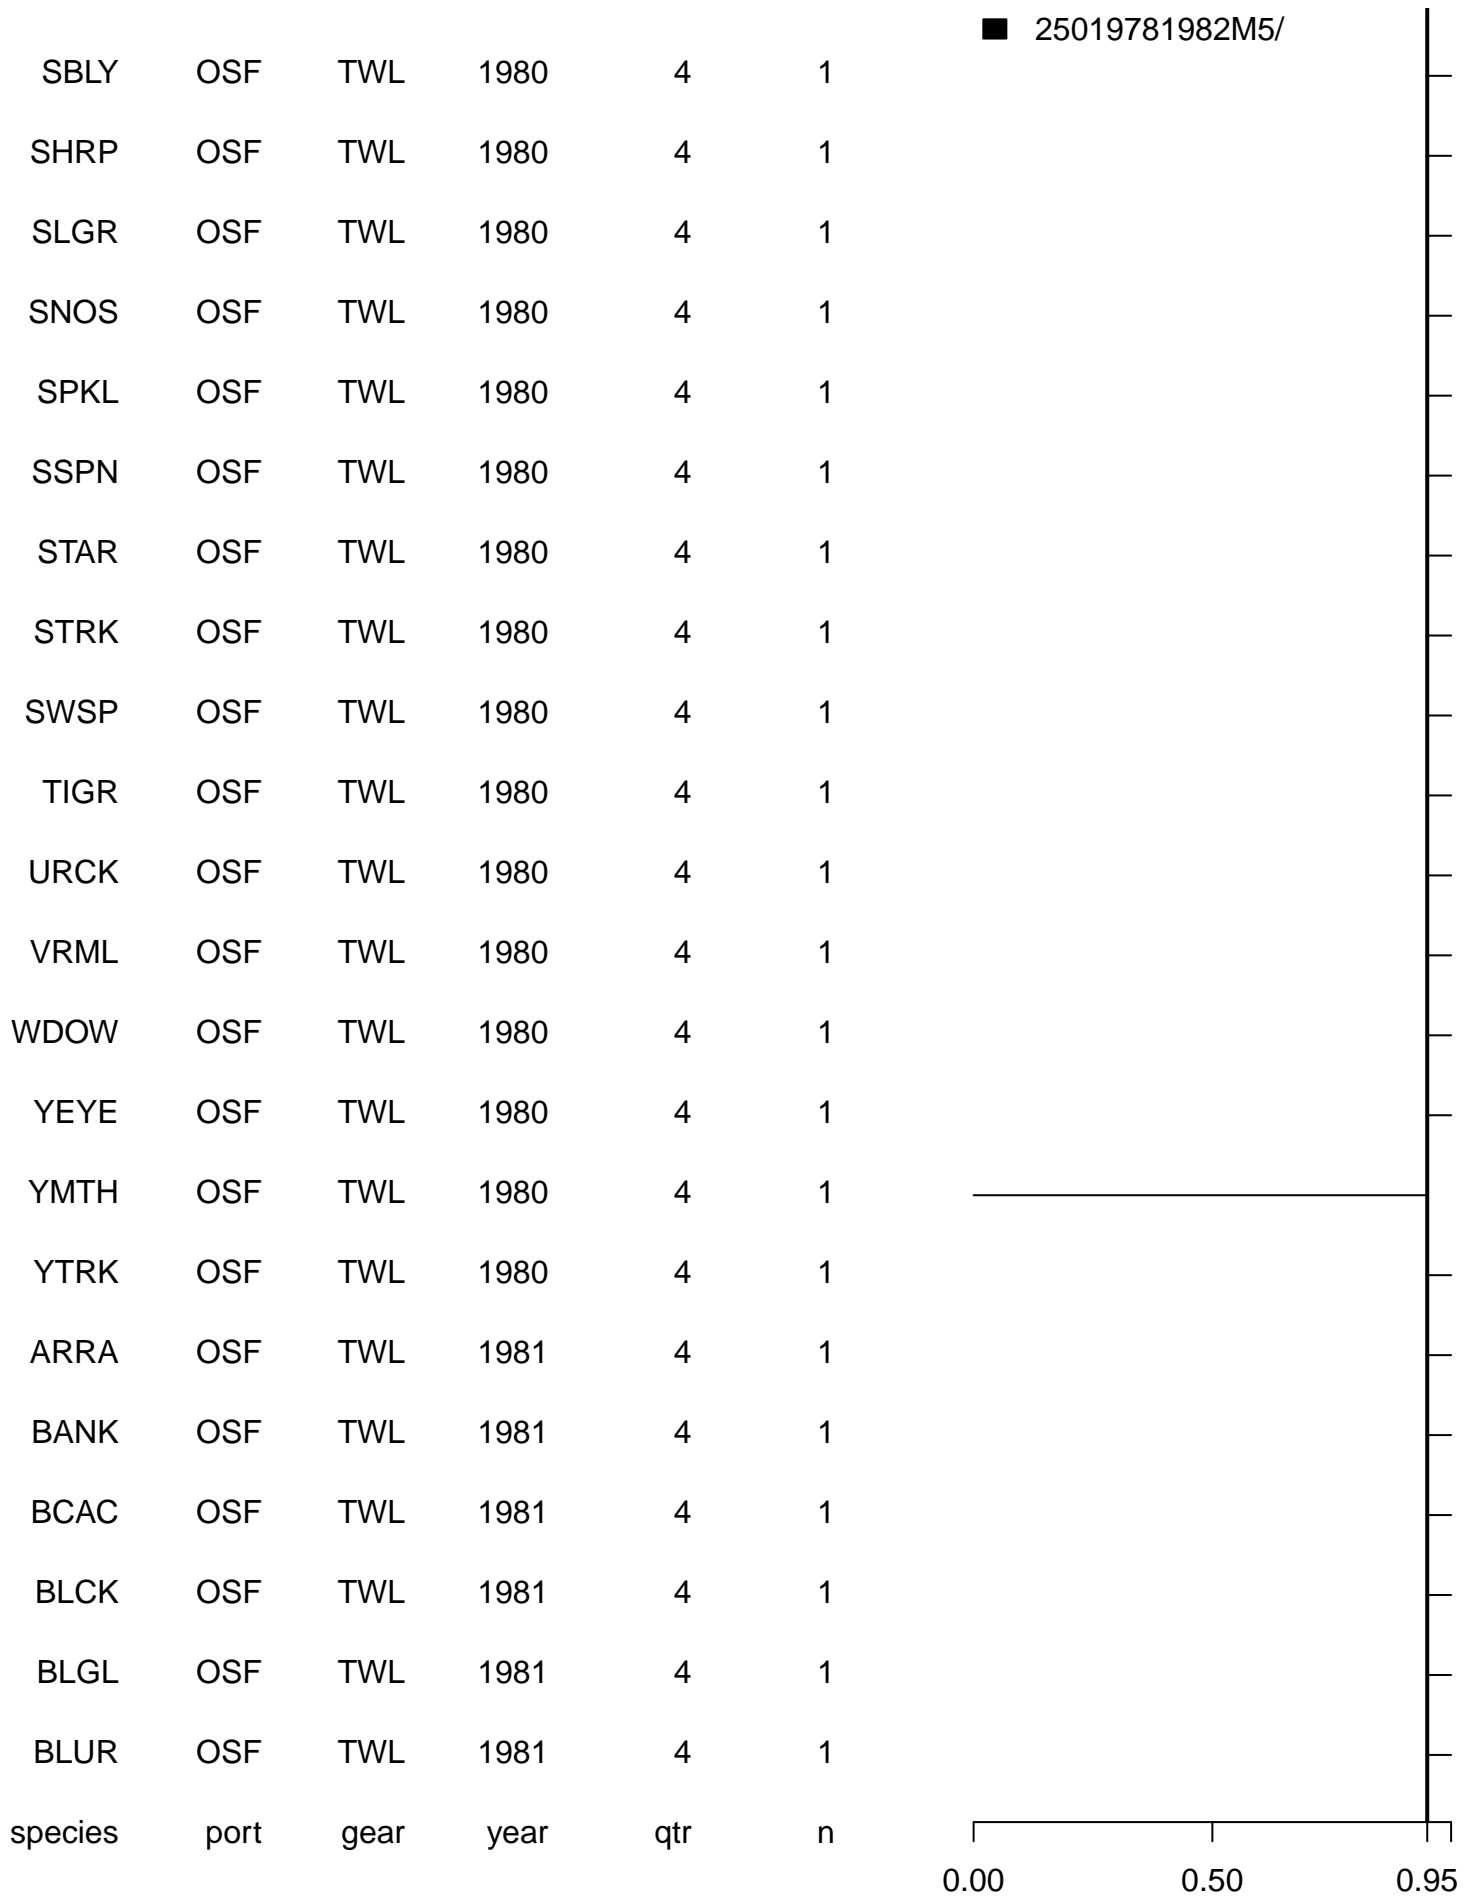 25019781982M5/
SBLY OSF TWL 1980 4 1
SHRP OSF TWL 1980 4 1
SLGR OSF TWL 1980 4 1
SNOS OSF TWL 1980 4 1
SPKL OSF TWL 1980 4 1
SSPN OSF TWL 1980 4 1
STAR OSF TWL 1980 4 1
STRK OSF TWL 1980 4 1
SWSP OSF TWL 1980 4 1
TIGR OSF TWL 1980 4 1
URCK OSF TWL 1980 4 1
VRML OSF TWL 1980 4 1
WDOW OSF TWL 1980 4 1
YEYE OSF TWL 1980 4 1
YMTH OSF TWL 1980 4 1
YTRK OSF TWL 1980 4 1
ARRA OSF TWL 1981 4 1
BANK OSF TWL 1981 4 1
BCAC OSF TWL 1981 4 1
BLCK OSF TWL 1981 4 1
BLGL OSF TWL 1981 4 1
BLUR OSF TWL 1981 4 1
species port gear year qtr n
0.00 0.50 0.95